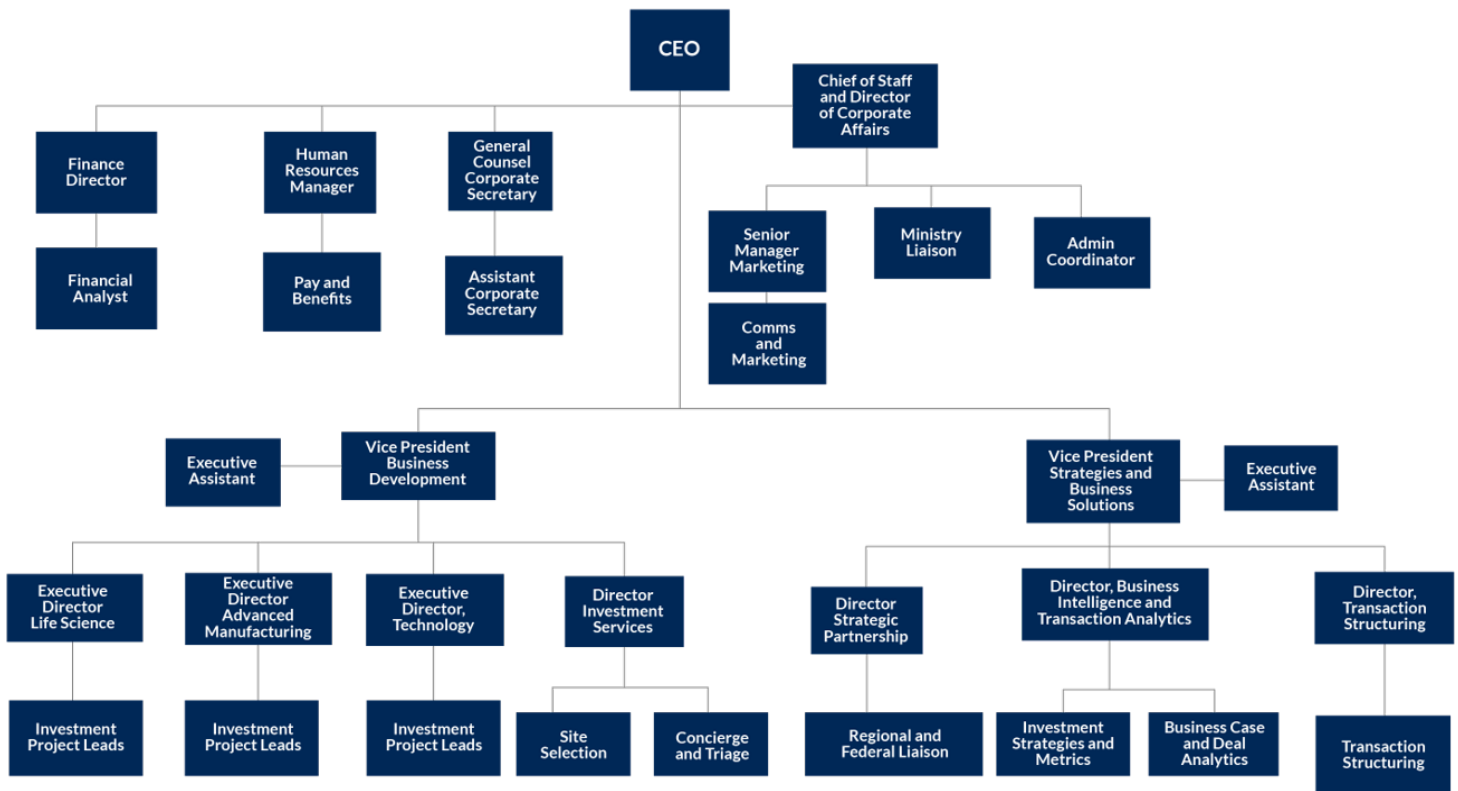 CEO
Chief of Staff
and Director
of Corporate
Affairs
Finance
Director
Human
Resources
Manager
General
Counsel
Corporate
Secretary
Financial
Analyst
Pay and
Benefits
Assistant
Corporate
Secretary
Senior
Manager
Marketing
Ministry
Liaison
Admin
Coordinator
Comms
and
Marketing
Executive
Assistant
Vice President
Business
Development
Vice President
Strategies and
Business
Solutions
Executive
Assistant
Executive
Director
Life Science
Executive
Director
Advanced
Manufacturing
Executive
Director,
Technology
Director
Investment
Services
Director
Strategic
Partnership
Director, Business
Intelligence and
Transaction Analytics
Director,
Transaction
Structuring
Investment
Project Leads
Investment
Project Leads
Investment
Project Leads
Site
Selection
Concierge
and Triage
Regional and
Federal Liaison
Investment
Strategies and
Metrics
Business Case
and Deal
Analytics
Transaction
Structuring